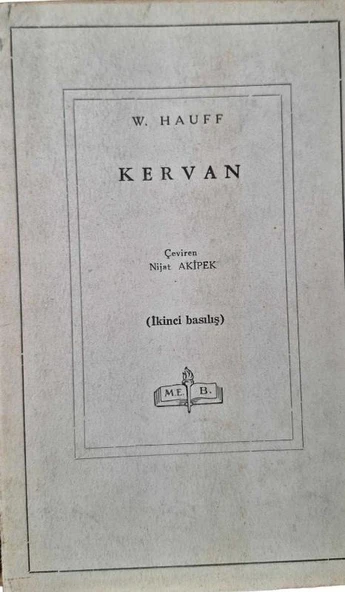 W. HAUFF
KERVAN
Çeviren
Nijat AKİPEK
(İkinci basılış)
M.E. B.